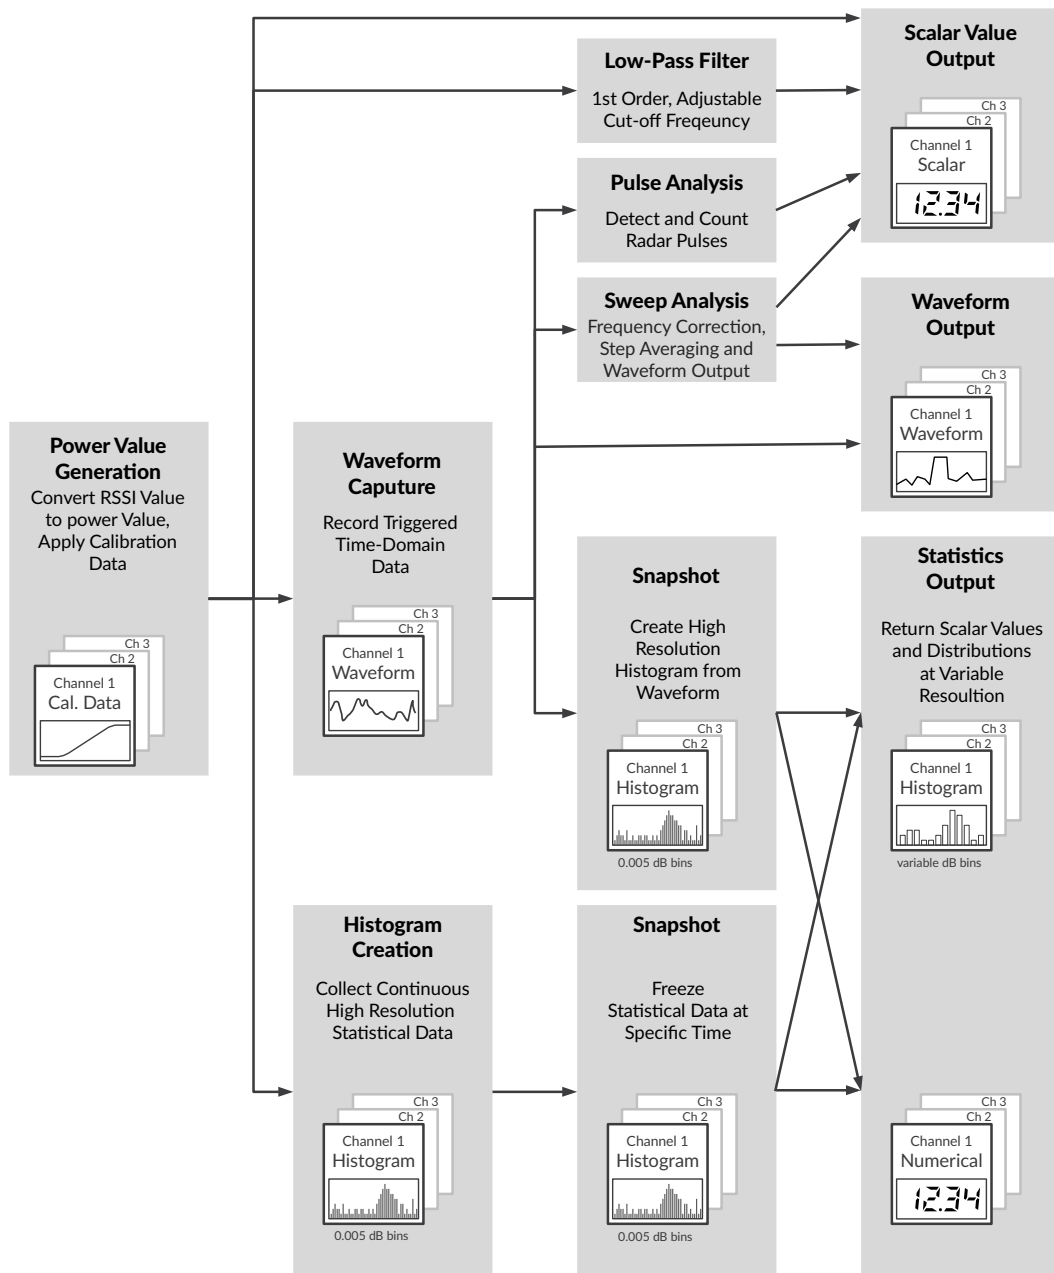 Power Value
Generation
Convert RSSI Value
to power Value,
Apply Calibration
Data
Ch 3
Ch 2
Channel 1
Cal. Data
Waveform
Caputure
Record Triggered
Time-Domain
Data
Ch 3
Ch 2
Channel 1
Waveform
Histogram
Creation
Collect Continuous
High Resolution
Statistical Data
Ch 3
Ch 2
Channel 1
Histogram
0.005 dB bins
Low-Pass Filter
1st Order, Adjustable
Cut-off Freqeuncy
Pulse Analysis
Detect and Count
Radar Pulses
Sweep Analysis
Frequency Correction,
Step Averaging and
Waveform Output
Snapshot
Create High
Resolution
Histogram from
Waveform
Ch 3
Ch 2
Channel 1
Histogram
0.005 dB bins
Snapshot
Freeze
Statistical Data at
Specific Time
Ch 3
Ch 2
Channel 1
Histogram
0.005 dB bins
Scalar Value
Output
Ch 3
Ch 2
Channel 1
Scalar
12.34
Waveform
Output
Ch 3
Ch 2
Channel 1
Waveform
Statistics
Output
Return Scalar Values
and Distributions
at Variable
Resoultion
Ch 3
Ch 2
Channel 1
Histogram
variable dB bins
Ch 3
Ch 2
Channel 1
Numerical
12.34